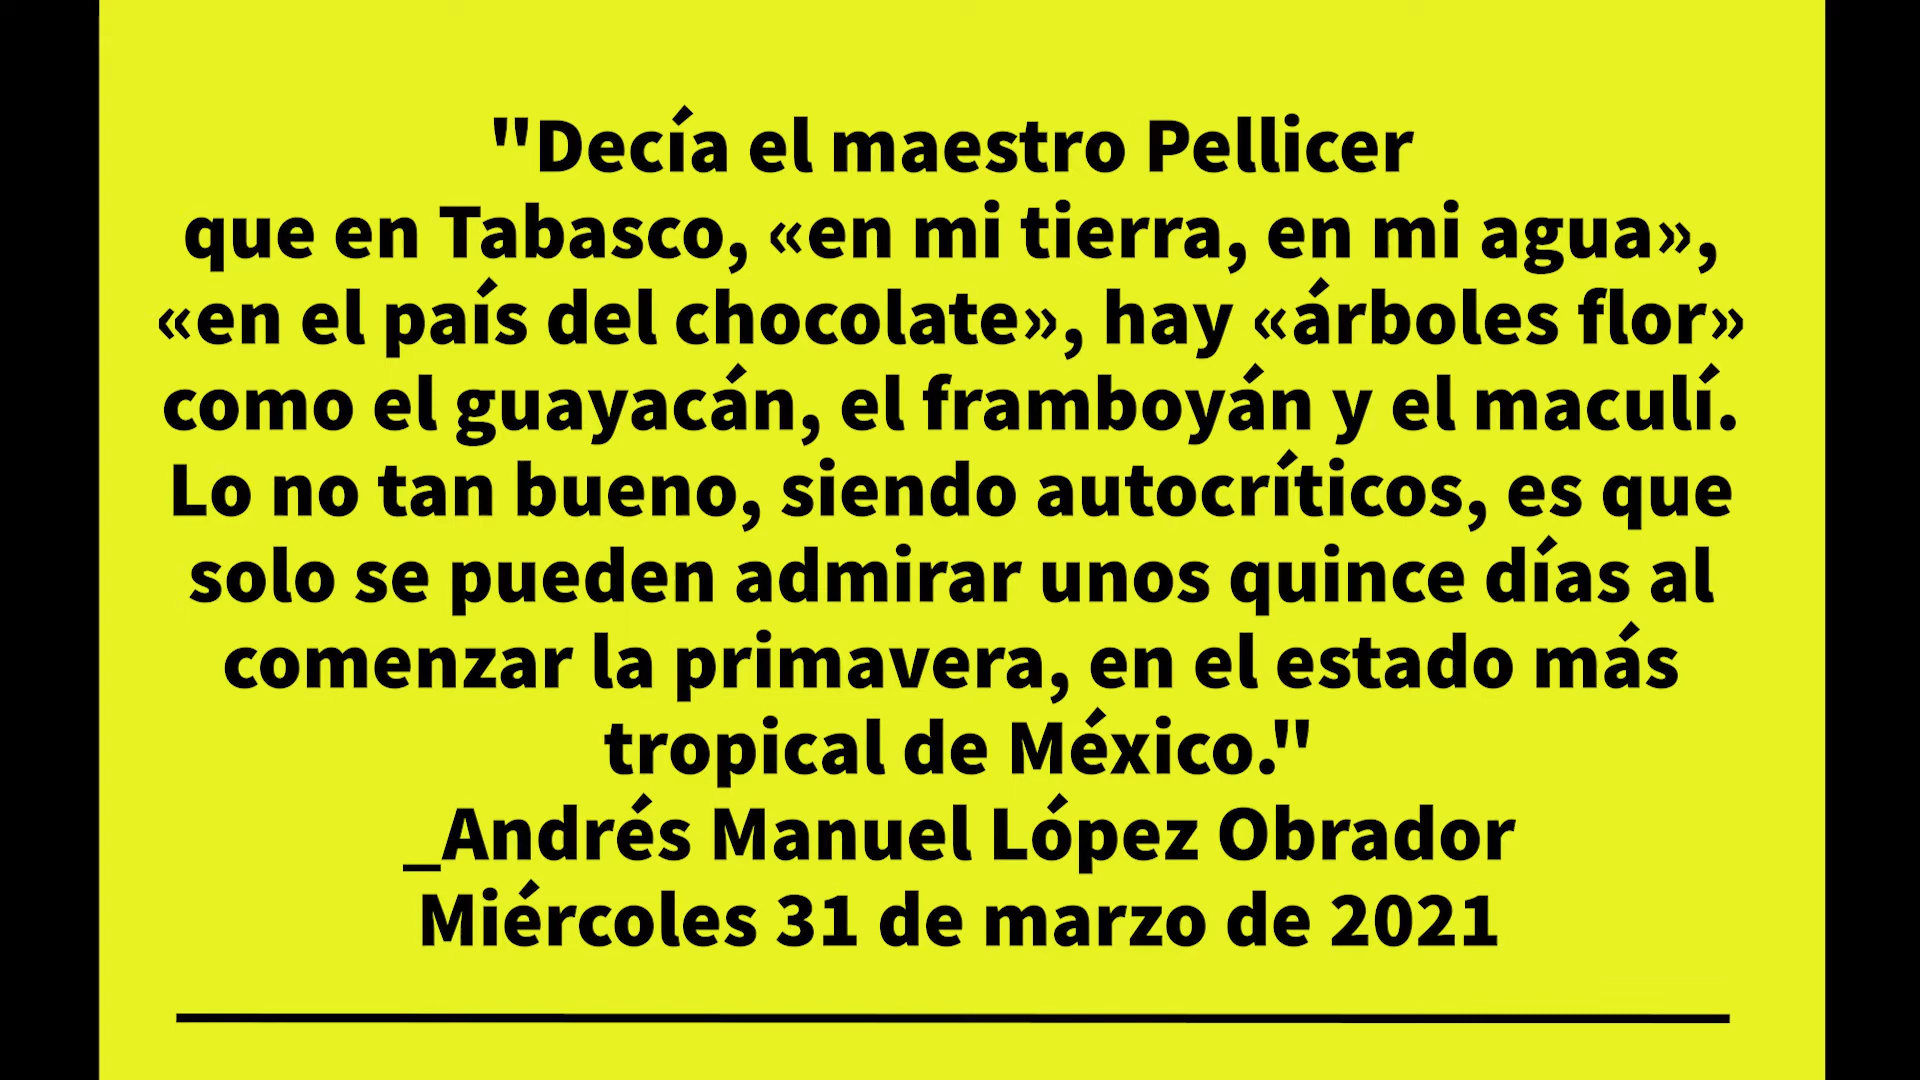 "Decía el maestro Pellicer
que en Tabasco, «en mi tierra, en mi agua»,
«en el país del chocolate», hay «árboles flor»
como el guayacán, el framboyán y el maculí.
Lo no tan bueno, siendo autocríticos, es que
solo se pueden admirar unos quince días al
comenzar la primavera, en el estado más
tropical de México."
_Andrés Manuel López Obrador
Miércoles 31 de marzo de 2021